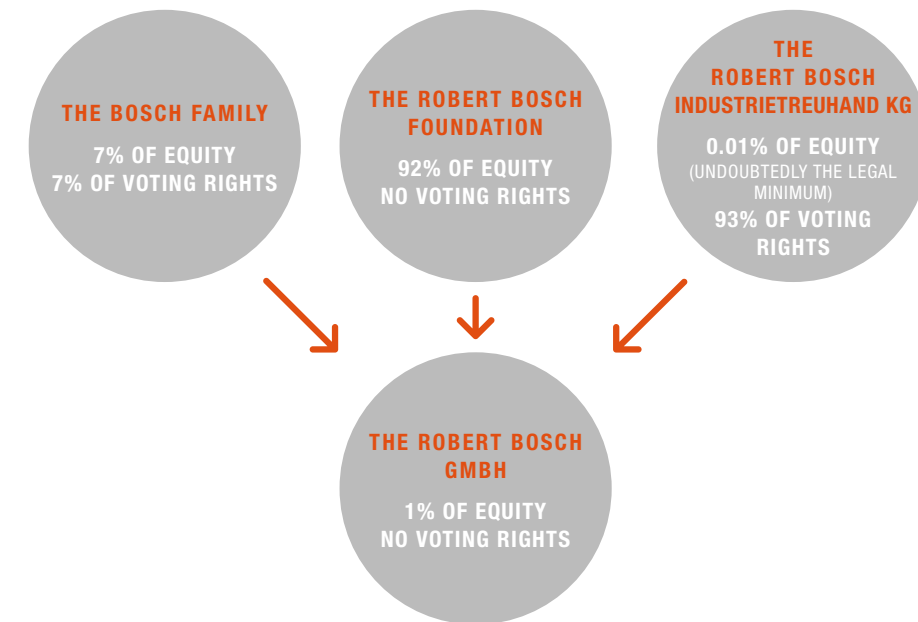 THE BOSCH FAMILY
7% OF EQUITY
7% OF VOTING RIGHTS
THE ROBERT BOSCH
FOUNDATION
92% OF EQUITY
NO VOTING RIGHTS
THE
ROBERT BOSCH
INDUSTRIETREUHAND KG
0.01% OF EQUITY
(UNDOUBTEDLY THE LEGAL
MINIMUM)
93% OF VOTING
RIGHTS
THE ROBERT BOSCH
GMBH
1% OF EQUITY
NO VOTING RIGHTS